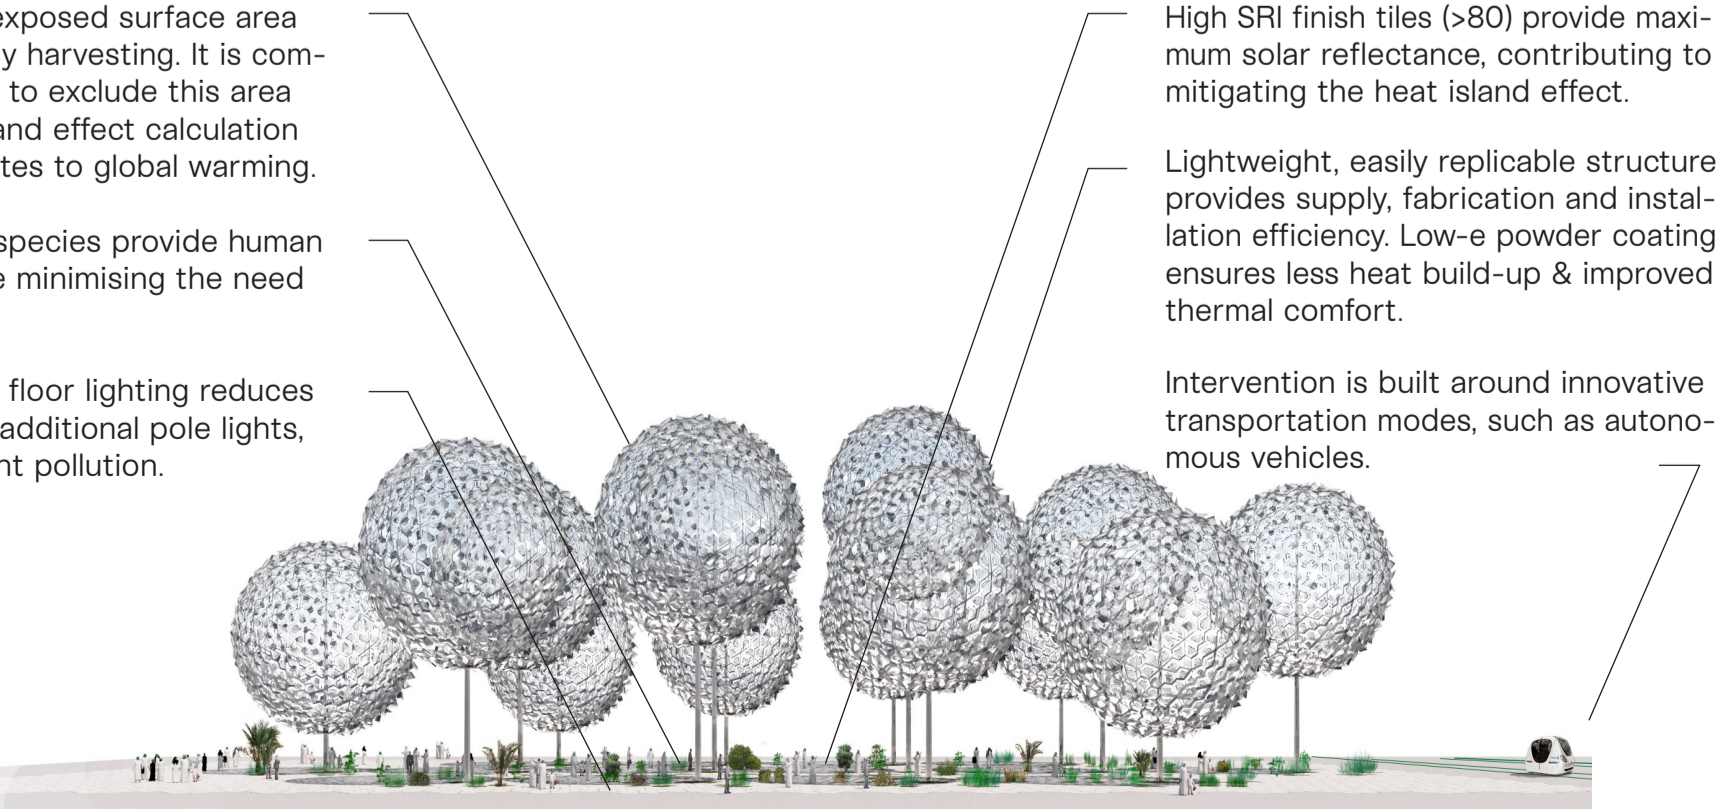 exposed surface area
y harvesting. It is com-
to exclude this area
and effect calculation
tes to global warming.
species provide human
e minimising the need
floor lighting reduces
additional pole lights,
nt pollution.
High SRI finish tiles (>80) provide maxi-
mum solar reflectance, contributing to
mitigating the heat island effect.
Lightweight, easily replicable structure
provides supply, fabrication and instal-
lation efficiency. Low-e powder coating
ensures less heat build-up & improved
thermal comfort.
Intervention is built around innovative
transportation modes, such as autono-
mous vehicles.